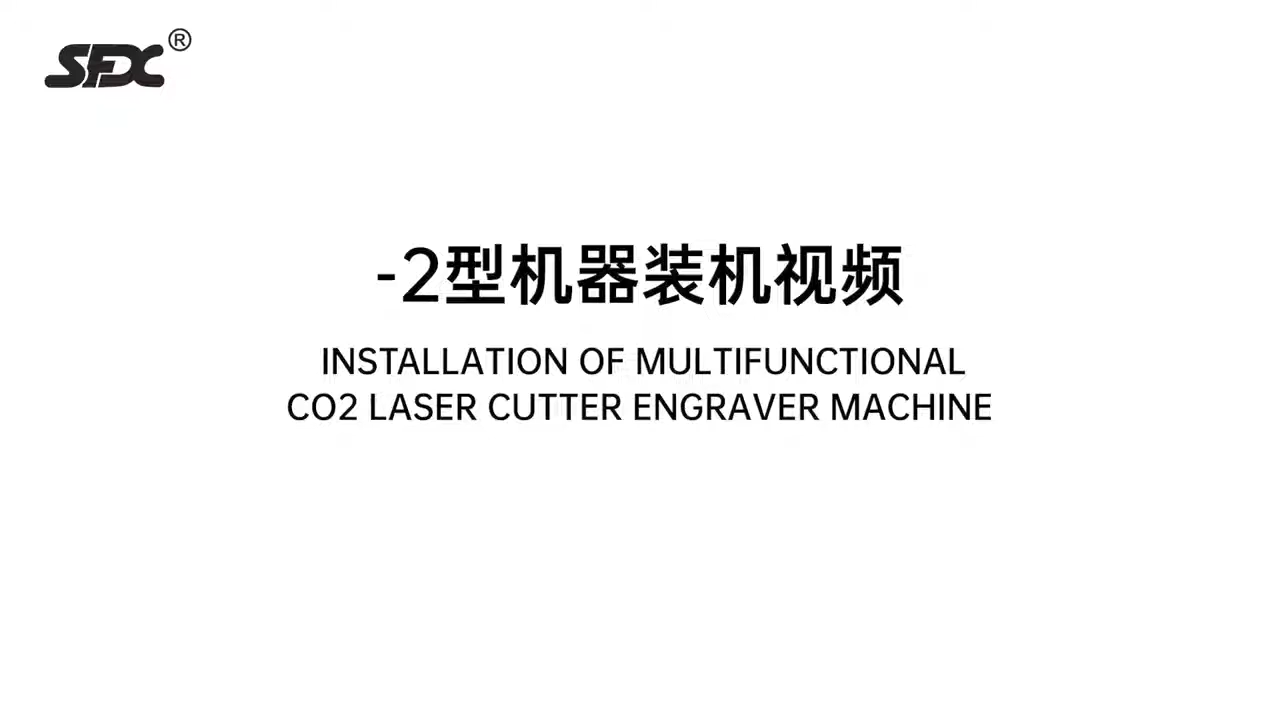 SFX®
-2型机器装机视频
INSTALLATION OF MULTIFUNCTIONAL
CO2 LASER CUTTER ENGRAVER MACHINE